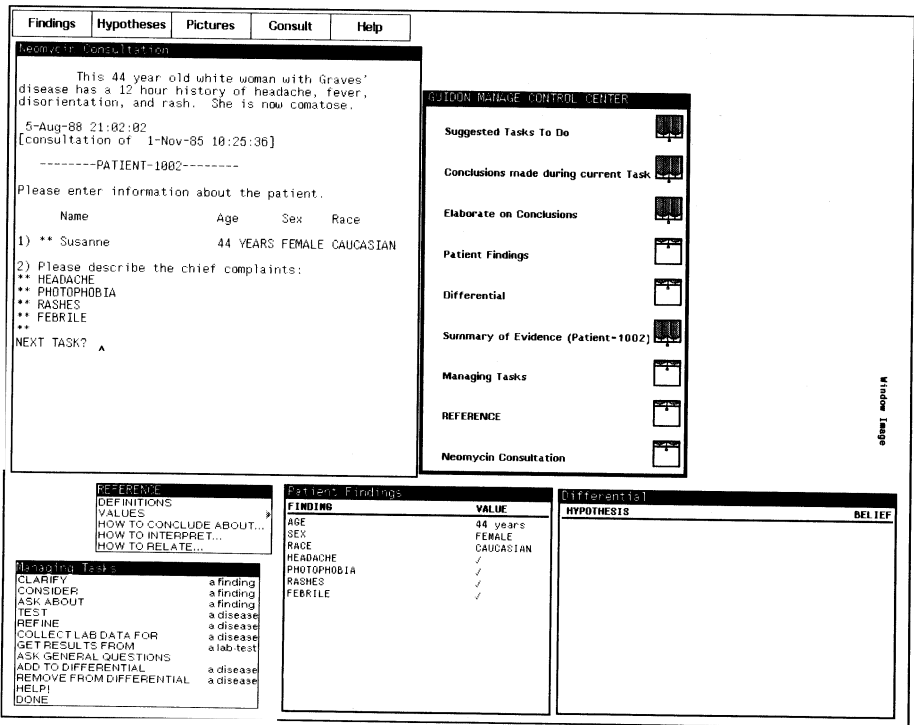 Findings Hypotheses Pictures Consult Help
Neomycin Consultation
This 44 year old white woman with Graves'
disease has a 12 hour history of headache, fever,
disorientation, and rash. She is now comatose.
5-Aug-88 21:02:02
[consultation of 1-Nov-85 10:25:36]
--------PATIENT-1002--------
Please enter information about the patient.
Name Age Sex Race
1) ** Susanne 44 YEARS FEMALE CAUCASIAN
2) Please describe the chief complaints:
** HEADACHE
** PHOTOPHOBIA
** RASHES
** FEBRILE
**
NEXT TASK? ^
GUIDON MANAGE CONTROL CENTER
Suggested Tasks To Do
Conclusions made during current Task
Elaborate on Conclusions
Patient Findings
Differential
Summary of Evidence (Patient-1002)
Managing Tasks
REFERENCE
Neomycin Consultation
Window Image
REFERENCE
DEFINITIONS
VALUES
HOW TO CONCLUDE ABOUT...
HOW TO INTERPRET...
HOW TO RELATE...
Managing Tasks
CLARIFY a finding
CONSIDER a finding
ASK ABOUT a finding
TEST a disease
REFINE a disease
COLLECT LAB DATA FOR a disease
GET RESULTS FROM a lab-test
ASK GENERAL QUESTIONS
ADD TO DIFFERENTIAL a disease
REMOVE FROM DIFFERENTIAL a disease
HELP!
DONE
Patient Findings
FINDING VALUE
AGE 44 years
SEX FEMALE
RACE CAUCASIAN
HEADACHE ✓
PHOTOPHOBIA ✓
RASHES ✓
FEBRILE ✓
Differential
HYPOTHESIS BELIEF